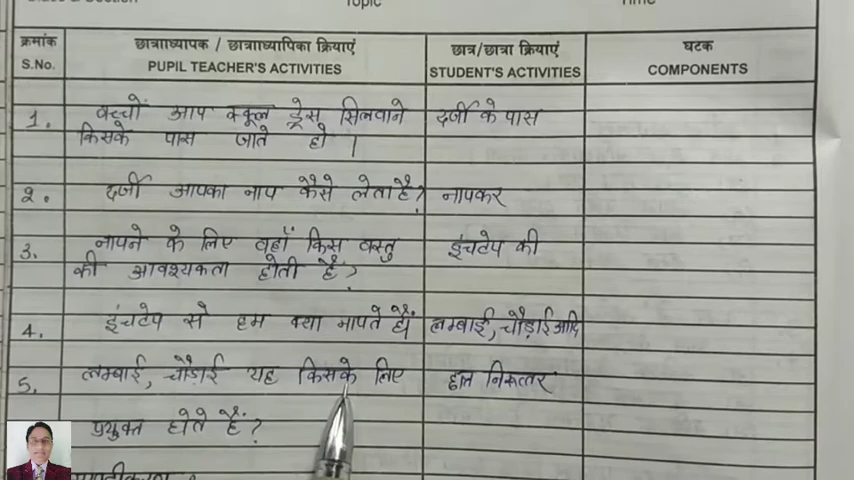 Topic
Time
क्रमांक
S.No.
छात्राध्यापक / छात्राध्यापिका क्रियाएं
PUPIL TEACHER'S ACTIVITIES
छात्र/छात्रा क्रियाएं
STUDENT'S ACTIVITIES
घटक
COMPONENTS
1. बच्चों आप स्कूल ड्रेस सिलवाने दर्जी के पास
किसके पास जाते हो ।
2. दर्जी आपका नाप कैसे लेता है? नापकर
3. नापने के लिए वहाँ किस वस्तु इंचटेप की
की आवश्यकता होती है?
4. इंचटेप से हम क्या नापते हैं लम्बाई, चौड़ाई आदि
5. लम्बाई, चौड़ाई यह किसके लिए छात्र निरूत्तर
प्रयुक्त होते हैं?